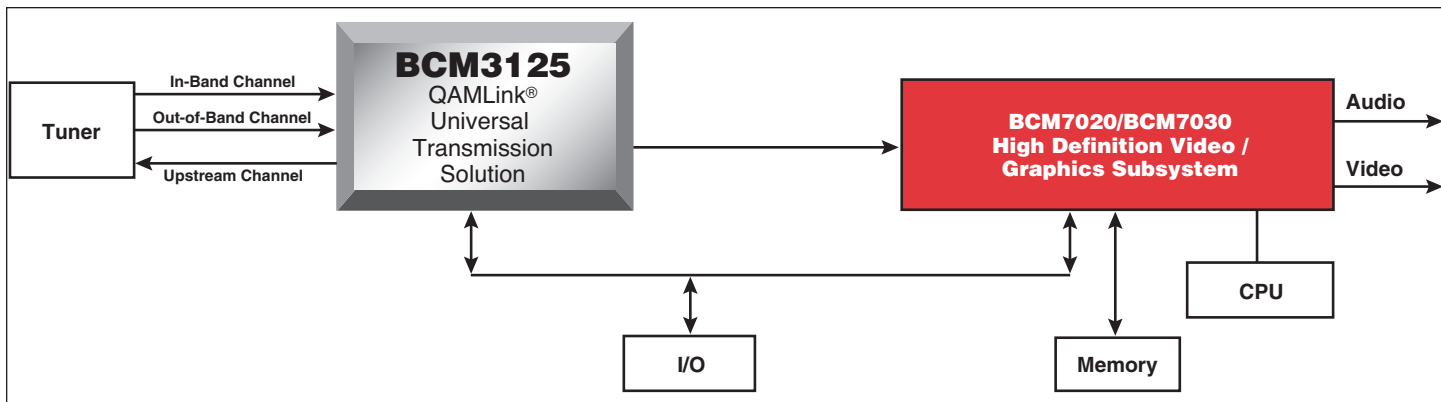 Tuner
In-Band Channel
Out-of-Band Channel
Upstream Channel
BCM3125
QAMLink®
Universal
Transmission
Solution
BCM7020/BCM7030
High Definition Video /
Graphics Subsystem
Audio
Video
CPU
I/O
Memory